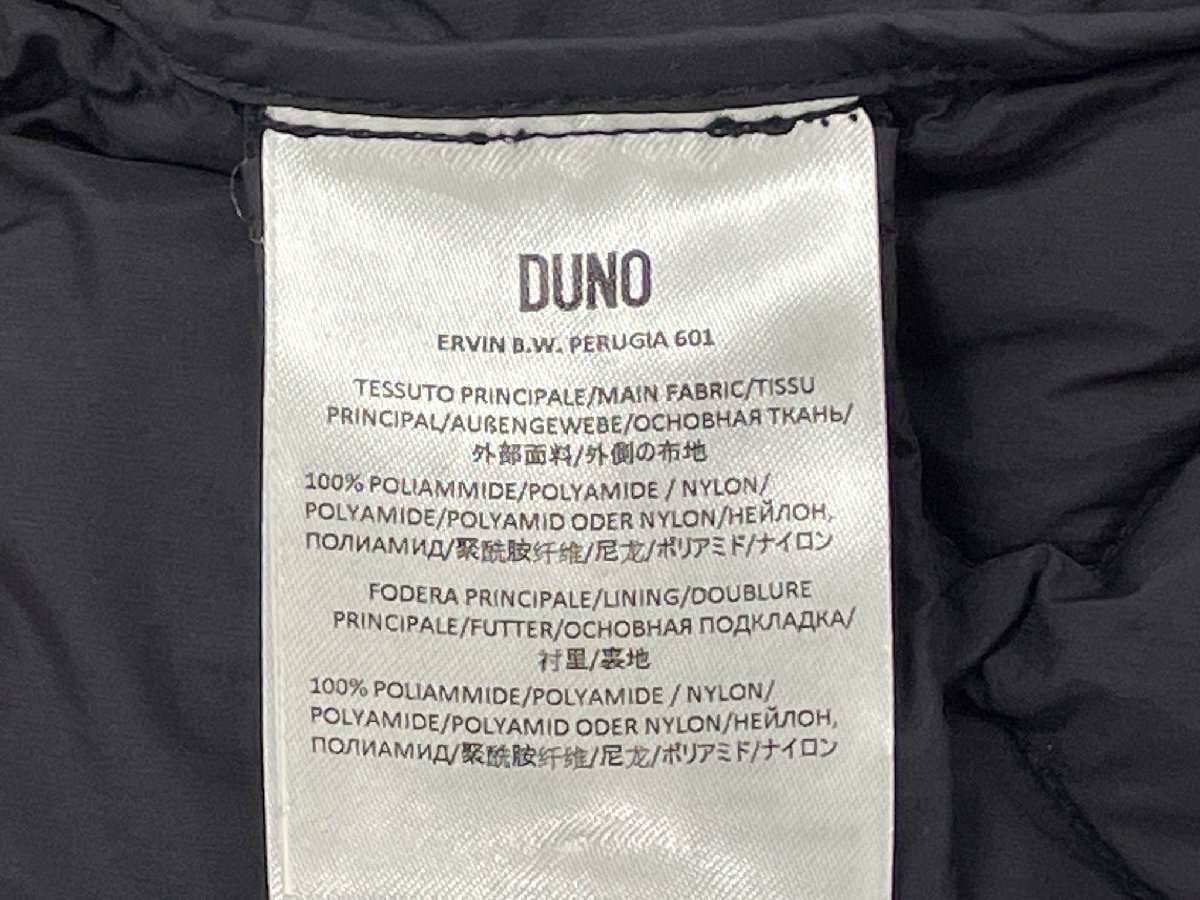 DUNO
ERVIN B.W. PERUGIA 601
TESSUTO PRINCIPALE/MAIN FABRIC/TISSU
PRINCIPAL/AUßENGEWEBE/ОСНОВНАЯ ТКАНЬ/
外部面料/外側の布地
100% POLIAMMIDE/POLYAMIDE / NYLON/
POLYAMIDE/POLYAMID ODER NYLON/НЕЙЛОН,
ПОЛИАМИД/聚酰胺纤维/尼龙/ポリアミド/ナイロン
FODERA PRINCIPALE/LINING/DOUBLURE
PRINCIPALE/FUTTER/ОСНОВНАЯ ПОДКЛАДКА/
衬里/裏地
100% POLIAMMIDE/POLYAMIDE / NYLON/
POLYAMIDE/POLYAMID ODER NYLON/НЕЙЛОН,
ПОЛИАМИД/聚酰胺纤维/尼龙/ポリアミド/ナイロン